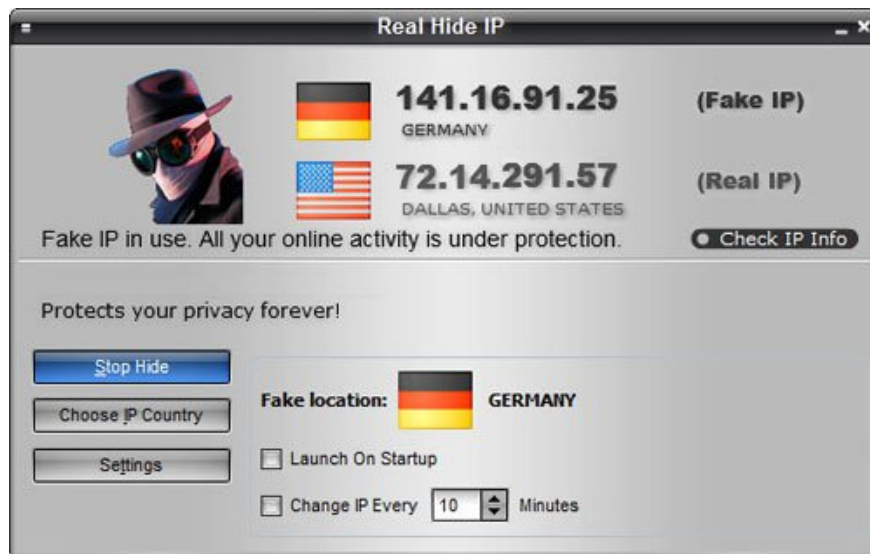 Real Hide IP
141.16.91.25 (Fake IP)
GERMANY
72.14.291.57 (Real IP)
DALLAS, UNITED STATES
Fake IP in use. All your online activity is under protection.
Check IP Info
Protects your privacy forever!
Stop Hide
Choose IP Country
Settings
Fake location: GERMANY
Launch On Startup
Change IP Every 10 Minutes